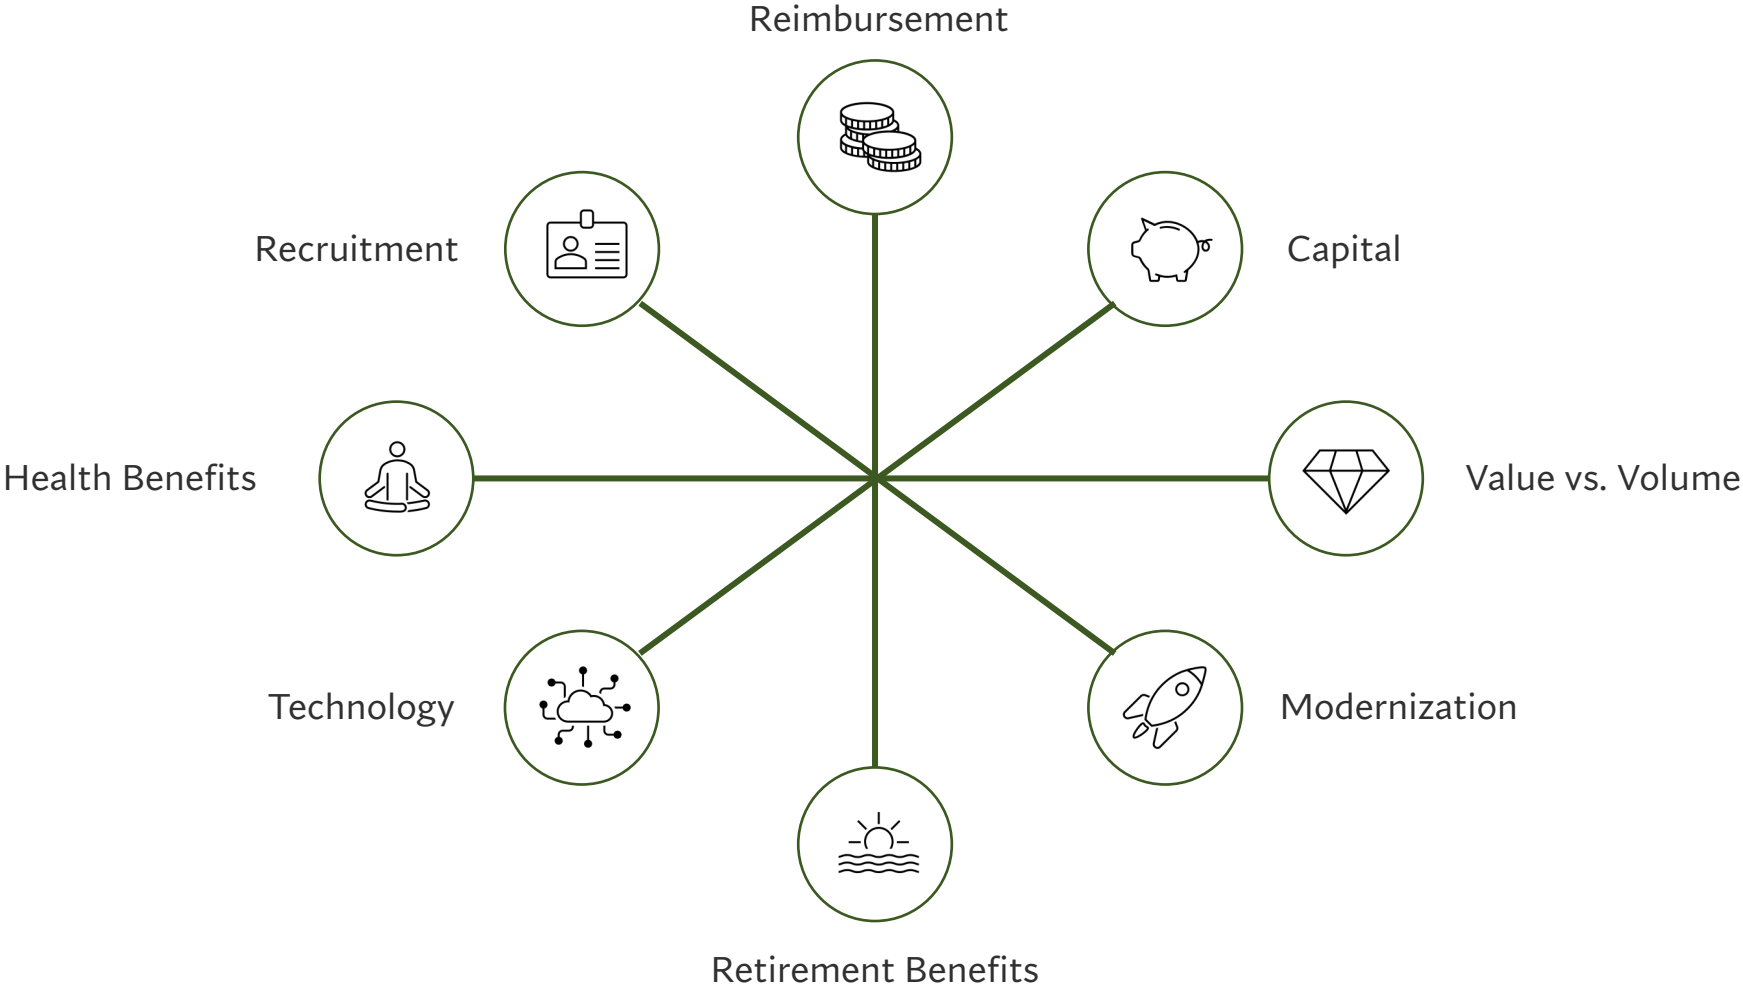 Reimbursement
Recruitment
Capital
Health Benefits
Value vs. Volume
Technology
Modernization
Retirement Benefits